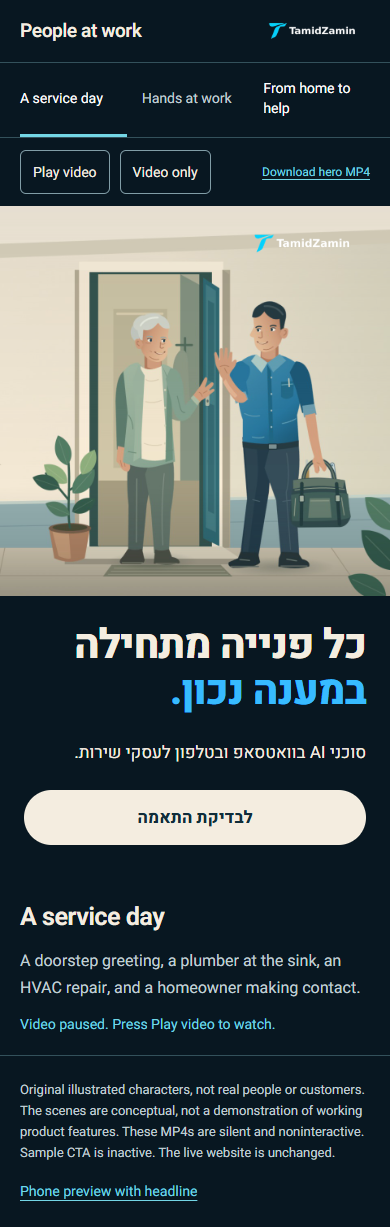 People at work
TamidZamin
A service day
Hands at work
From home to
help
Play video
Video only
Download hero MP4
TamidZamin
כל פנייה מתחילה
במענה נכון.
סוכני AI בוואטסאפ ובטלפון לעסקי שירות.
לבדיקת התאמה
A service day
A doorstep greeting, a plumber at the sink, an
HVAC repair, and a homeowner making contact.
Video paused. Press Play video to watch.
Original illustrated characters, not real people or customers.
The scenes are conceptual, not a demonstration of working
product features. These MP4s are silent and noninteractive.
Sample CTA is inactive. The live website is unchanged.
Phone preview with headline